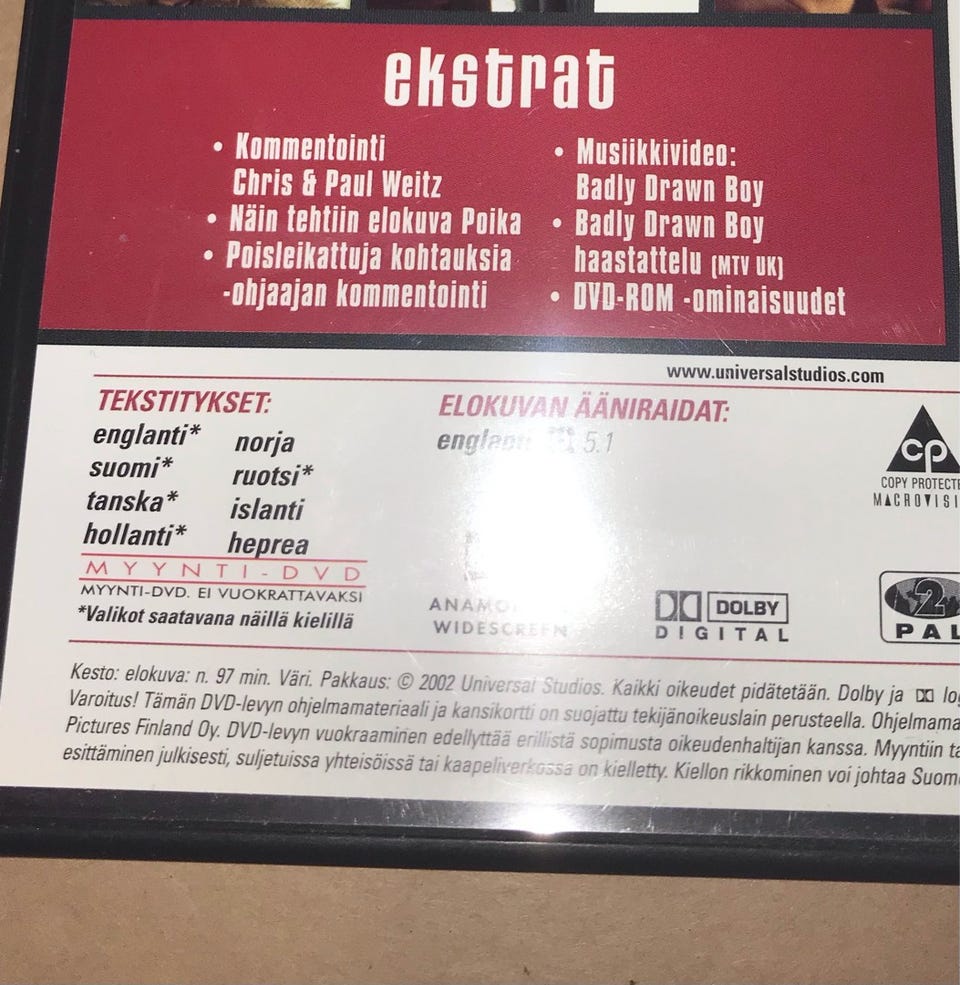 ekstrat
• Kommentointi
Chris & Paul Weitz
• Näin tehtiin elokuva Poika
• Poisleikattuja kohtauksia
-ohjaajan kommentointi
• Musiikkivideo:
Badly Drawn Boy
• Badly Drawn Boy
haastattelu (MTV UK)
• DVD-ROM -ominaisuudet
www.universalstudios.com
TEKSTITYKSET:
englanti*
suomi*
tanska*
hollanti*
norja
ruotsi*
islanti
heprea
MYYNTI-DVD
MYYNTI-DVD. EI VUOKRATTAVAKSI
*Valikot saatavana näillä kielillä
ELOKUVAN ÄÄNIRAIDAT:
englanti 5.1
WIDESCREEN
DOLBY
DIGITAL
CP
COPY
2
PAL
Kesto: elokuva: n. 97 min. Väri. Pakkaus: © 2002 Universal Studios. Kaikki oikeudet pidätetään. Dolby ja
Varoitus! Tämän DVD-levyn ohjelmamateriaali ja kansikortti on suojattu tekijänoikeuslain perusteella.
Pictures Finland Oy. DVD-levyn vuokraaminen edellyttää erillistä sopimusta oikeudenhaltijan kanssa. Myyntiin
esittäminen julkisesti, suljetuissa yhteisöissä tai kaapeliverkossa on kielletty. Kiellon rikkominen voi johtaa